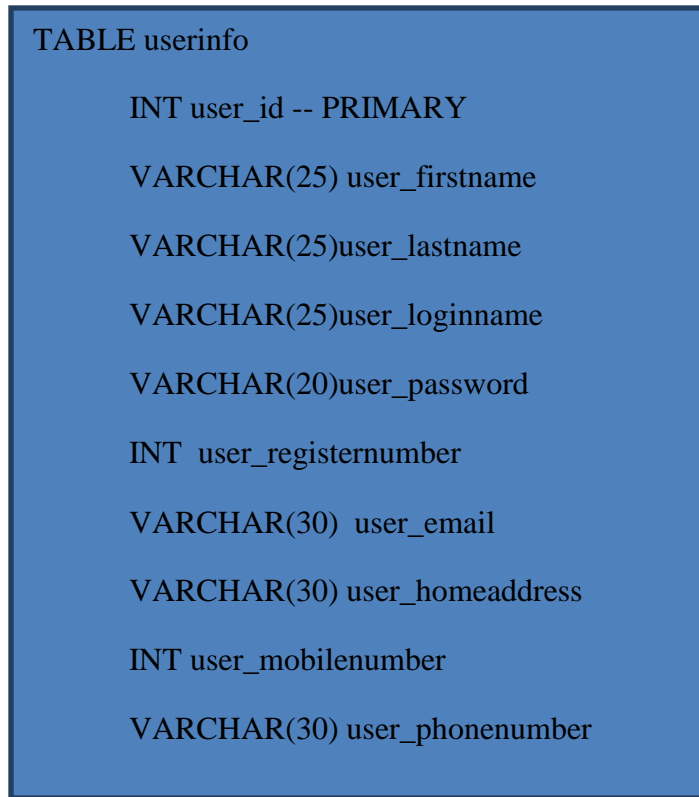 TABLE userinfo
INT user_id -- PRIMARY
VARCHAR(25) user_firstname
VARCHAR(25)user_lastname
VARCHAR(25)user_loginname
VARCHAR(20)user_password
INT  user_registernumber
VARCHAR(30)  user_email
VARCHAR(30) user_homeaddress
INT user_mobilenumber
VARCHAR(30) user_phonenumber